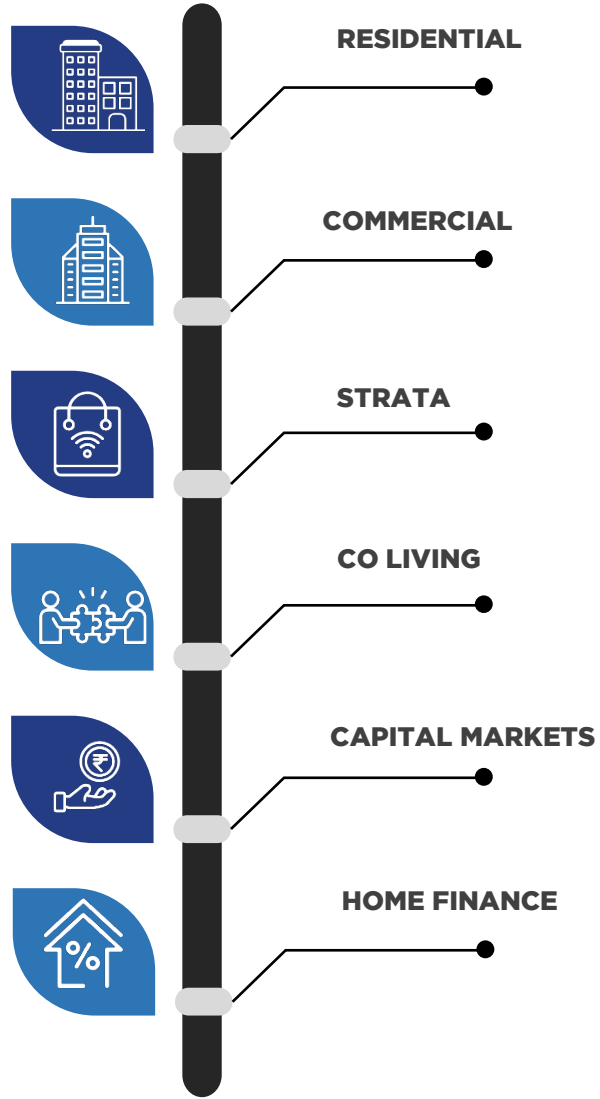 RESIDENTIAL
COMMERCIAL
STRATA
CO LIVING
₹
CAPITAL MARKETS
%
HOME FINANCE